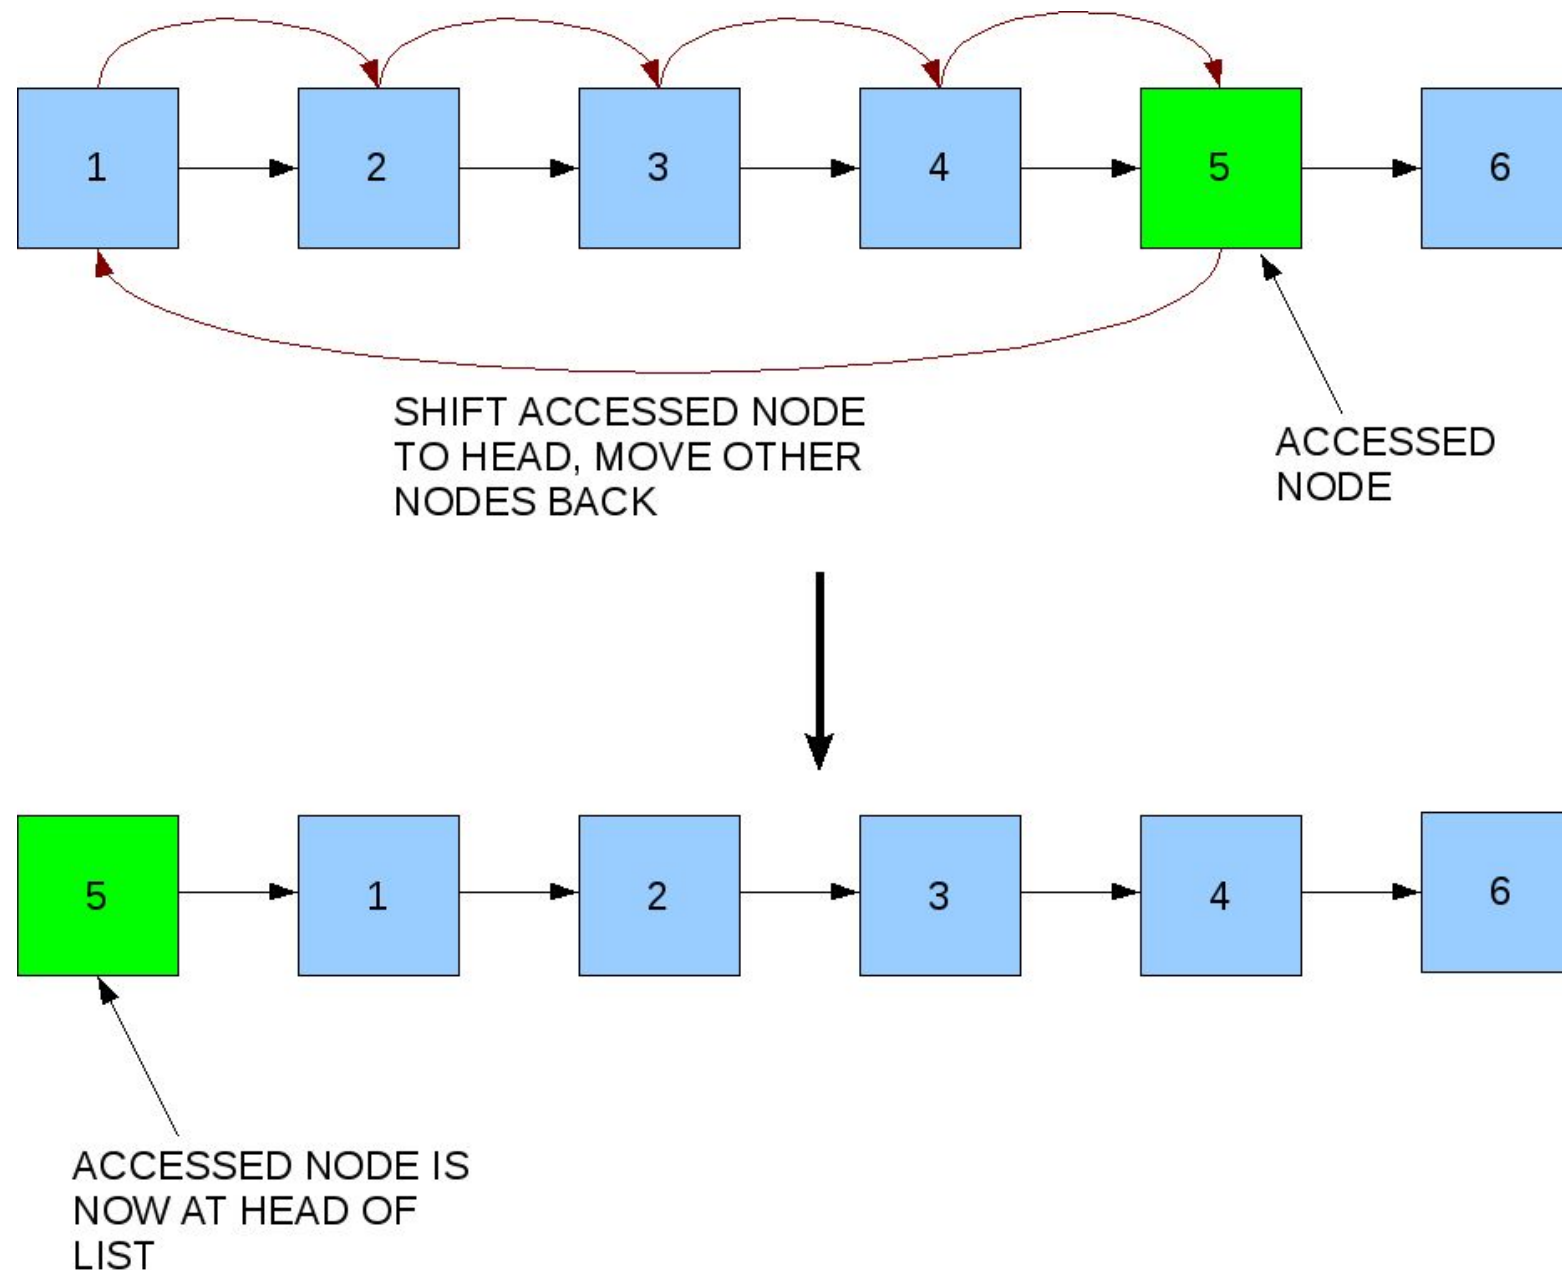 1 2 3 4 5 6
SHIFT ACCESSED NODE
TO HEAD, MOVE OTHER
NODES BACK
ACCESSED
NODE
5 1 2 3 4 6
ACCESSED NODE IS
NOW AT HEAD OF
LIST